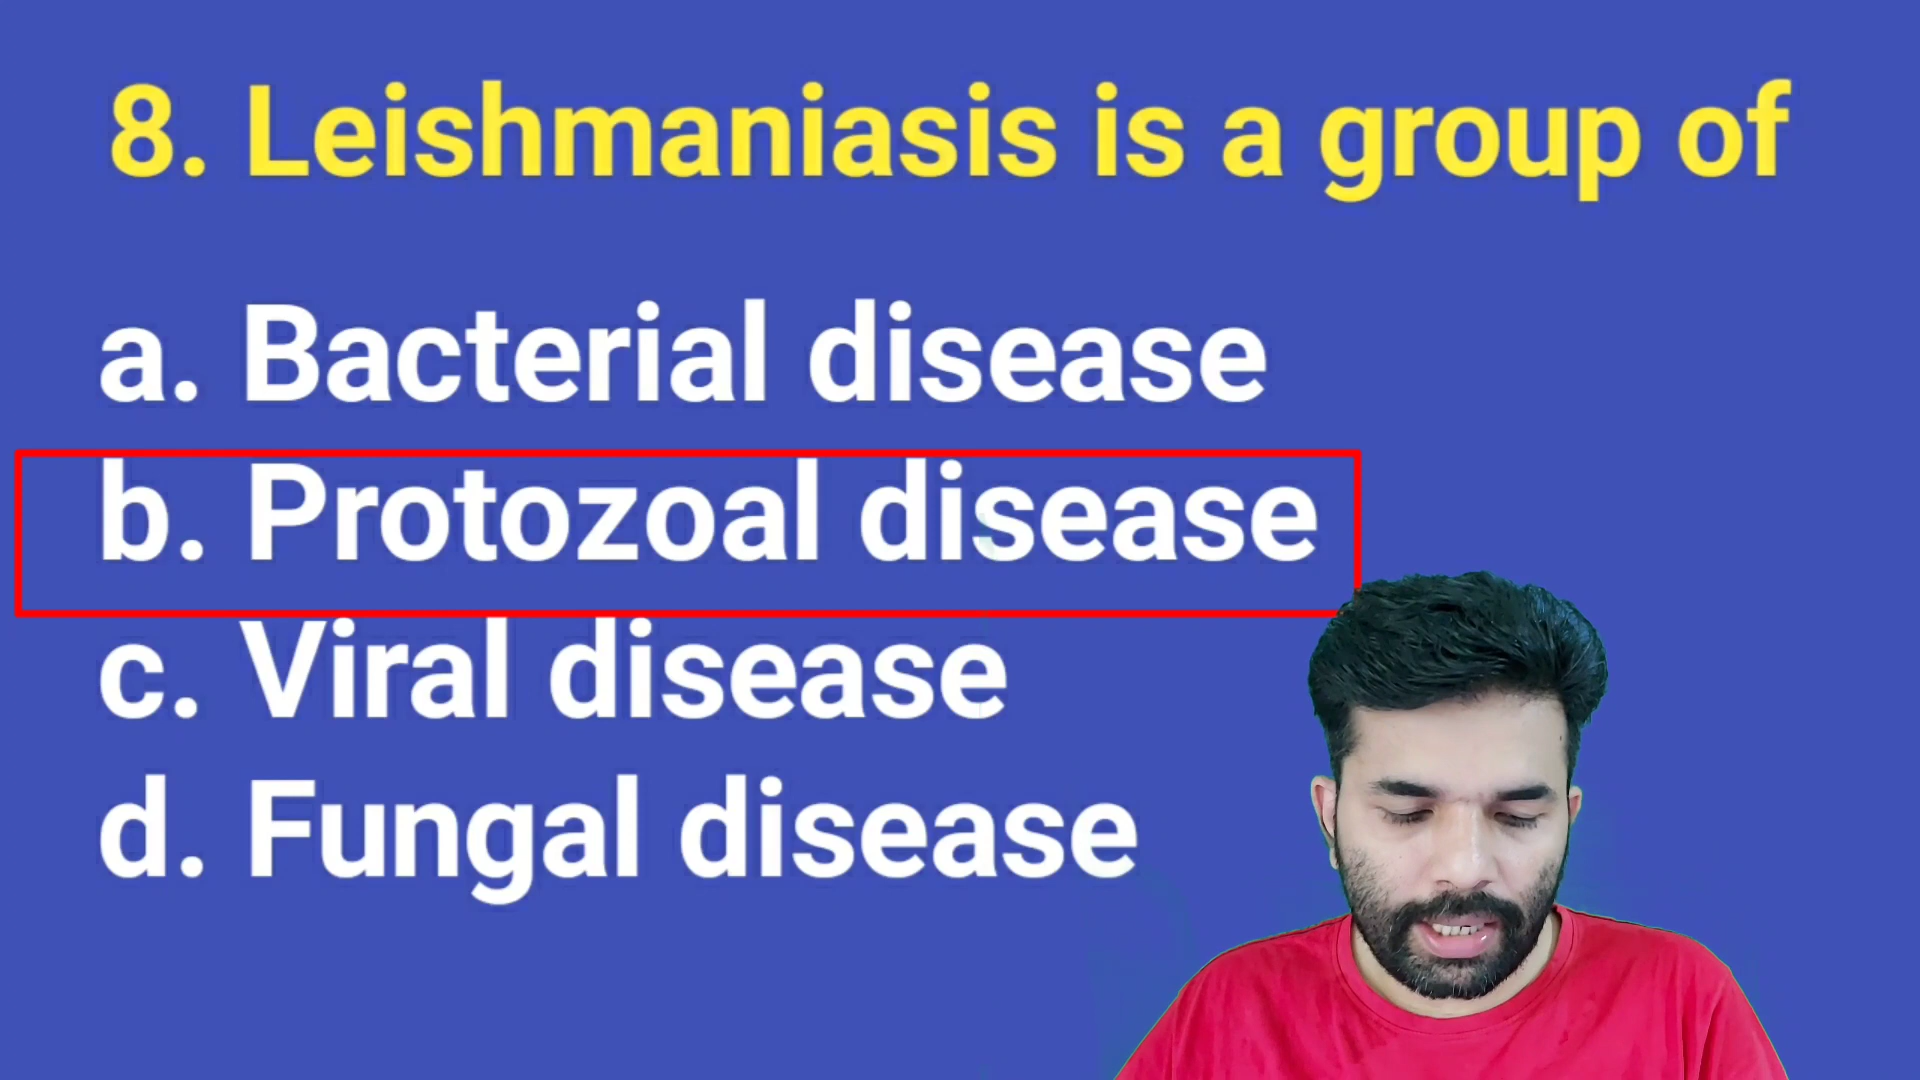 8. Leishmaniasis is a group of
a. Bacterial disease
b. Protozoal disease
c. Viral disease
d. Fungal disease